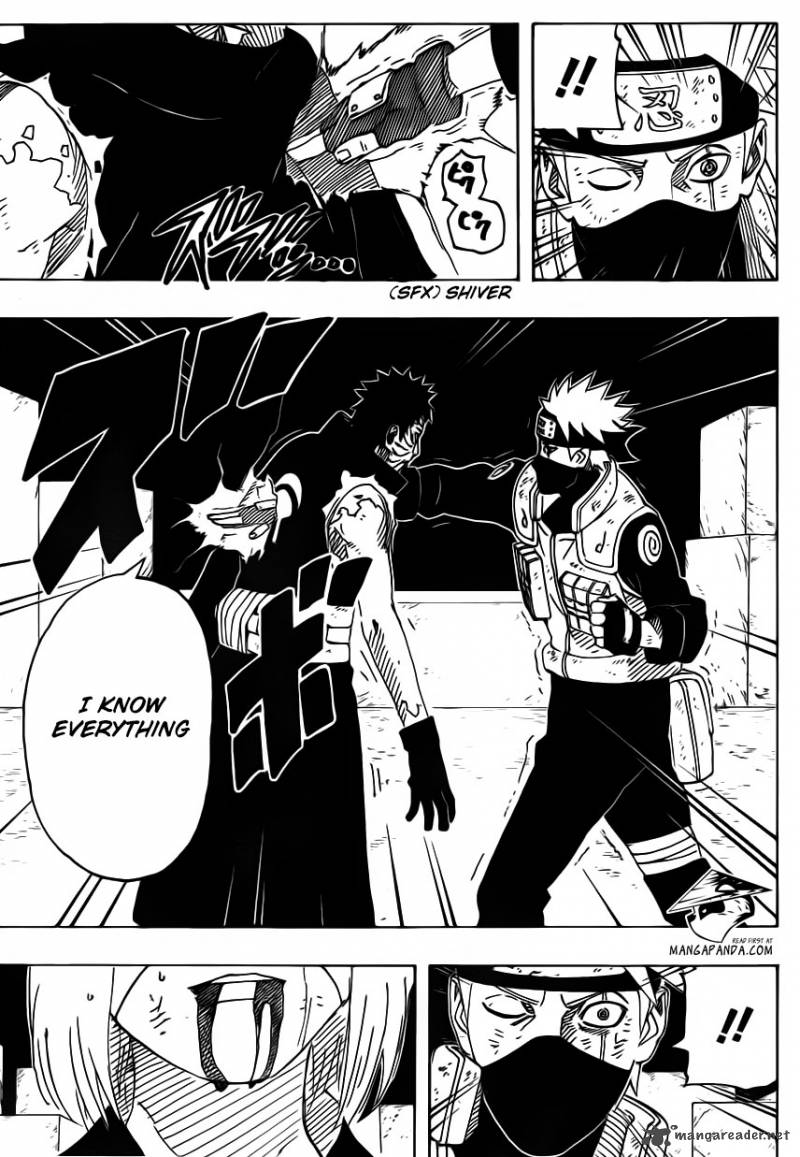 !!
忍
ピク
ピク
(SFX) SHIVER
I KNOW
EVERYTHING
READ FIRST AT
MANGAPANDA.COM
!!
mangareader.net